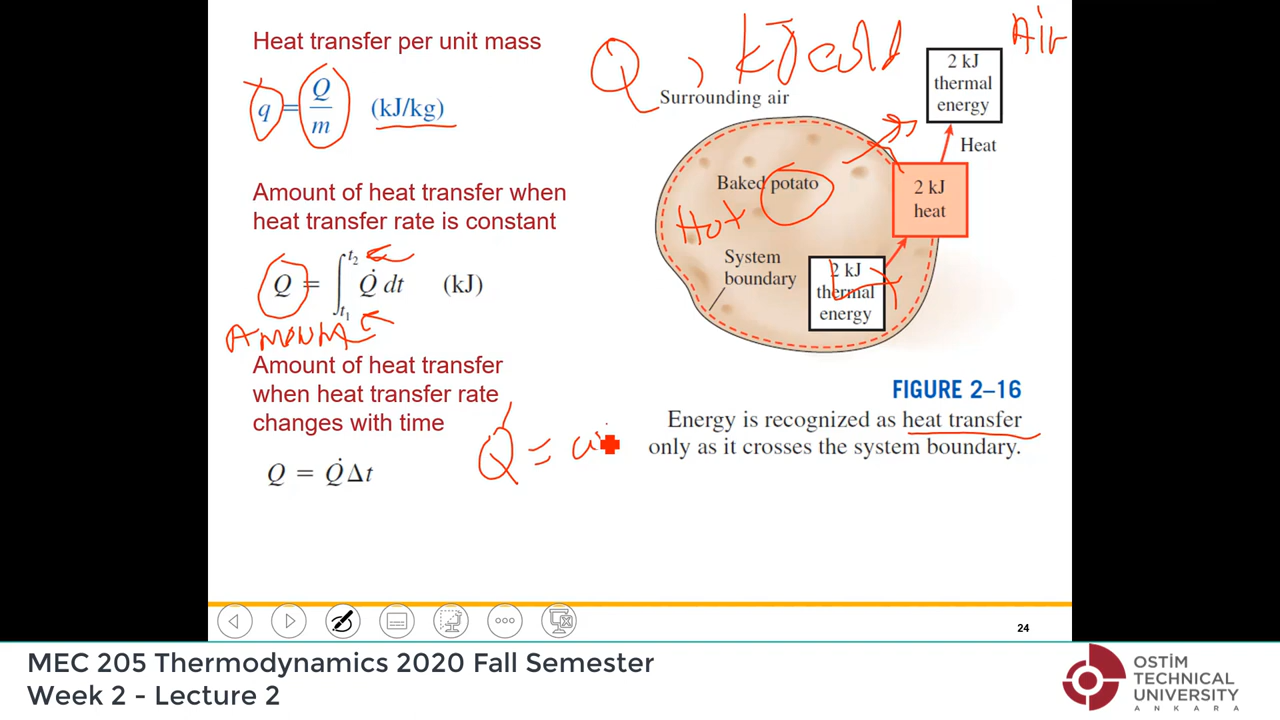 Heat transfer per unit mass
q = Q/m (kJ/kg)
Amount of heat transfer when
heat transfer rate is constant
Q = ∫_{t₁}^{t₂} Q̇ dt (kJ)
Amount of heat transfer
when heat transfer rate
changes with time
Q = Q̇ Δt
Q̇ =
Q , kJ cold
Air
Surrounding air
2 kJ
thermal
energy
Heat
Baked potato
2 kJ
heat
Hot
System
boundary
2 kJ
thermal
energy
FIGURE 2–16
Energy is recognized as heat transfer
only as it crosses the system boundary.
24
MEC 205 Thermodynamics 2020 Fall Semester
Week 2 - Lecture 2
OSTİM
TECHNICAL
UNIVERSITY
ANKARA